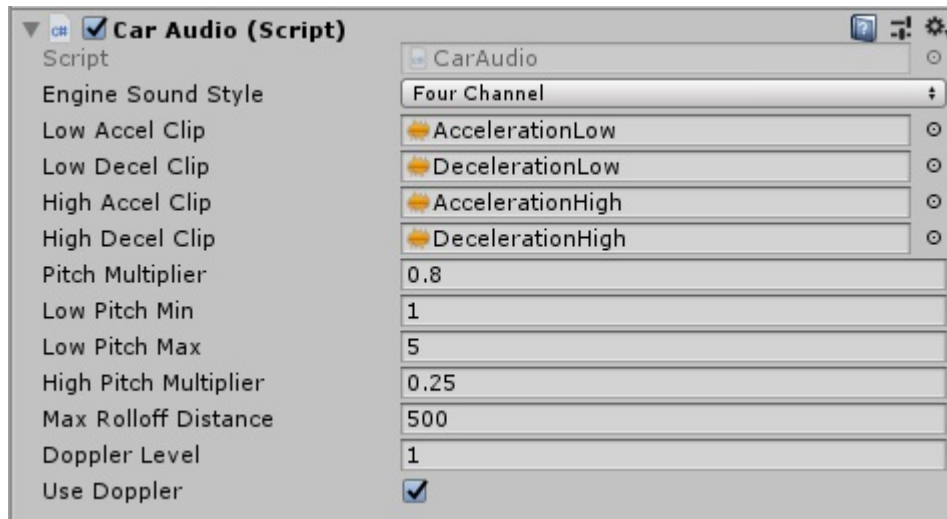 C# Car Audio (Script)
Script CarAudio
Engine Sound Style Four Channel
Low Accel Clip AccelerationLow
Low Decel Clip DecelerationLow
High Accel Clip AccelerationHigh
High Decel Clip DecelerationHigh
Pitch Multiplier 0.8
Low Pitch Min 1
Low Pitch Max 5
High Pitch Multiplier 0.25
Max Rolloff Distance 500
Doppler Level 1
Use Doppler